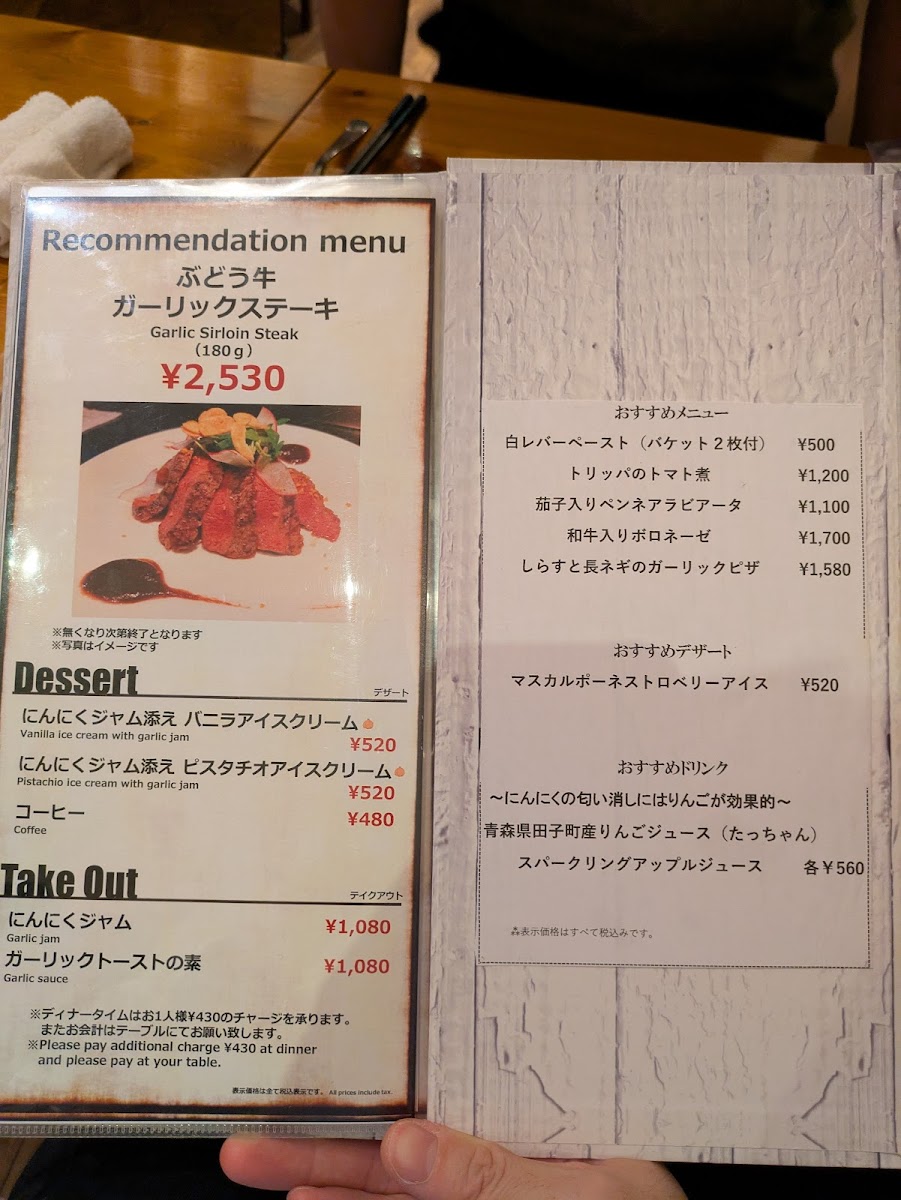 Recommendation menu
ぶどう牛
ガーリックステーキ
Garlic Sirloin Steak
(180g)
¥2,530
※無くなり次第終了となります
※写真はイメージです
Dessert デザート
にんにくジャム添え バニラアイスクリーム
Vanilla ice cream with garlic jam
¥520
にんにくジャム添え ピスタチオアイスクリーム
Pistachio ice cream with garlic jam
¥520
コーヒー ¥480
Coffee
Take Out テイクアウト
にんにくジャム ¥1,080
Garlic jam
ガーリックトーストの素 ¥1,080
Garlic sauce
※ディナータイムはお1人様¥430のチャージを承ります。
またお会計はテーブルにてお願い致します。
※Please pay additional charge ¥430 at dinner
and please pay at your table.
表示価格は全て税込表示です。 All prices include tax.
おすすめメニュー
白レバーペースト（バケット２枚付） ¥500
トリッパのトマト煮 ¥1,200
茄子入りペンネアラビアータ ¥1,100
和牛入りボロネーゼ ¥1,700
しらすと長ネギのガーリックピザ ¥1,580
おすすめデザート
マスカルポーネストロベリーアイス ¥520
おすすめドリンク
～にんにくの匂い消しにはりんごが効果的～
青森県田子町産りんごジュース（たっちゃん）
スパークリングアップルジュース 各￥560
⁂表示価格はすべて税込みです。